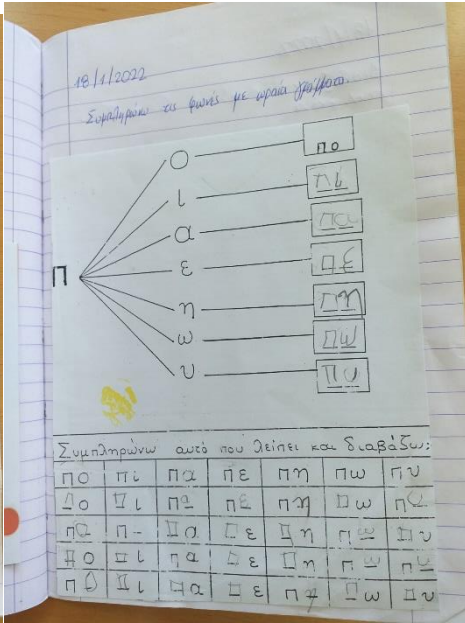 18/1/2022
Συμπληρώνω τις φωνές με ωραία γράμματα.
Π
ο πο
ι πι
α πα
ε πε
η πη
ω πω
υ πυ
Συμπληρώνω αυτό που λείπει και διαβάζω:
πο πι πα πε πη πω πυ
πο πι πα πε πη πω πυ
πο π- πα πε πη πω πυ
πο πι πα πε πη πω πυ
πο πι πα πε πη πω πυ